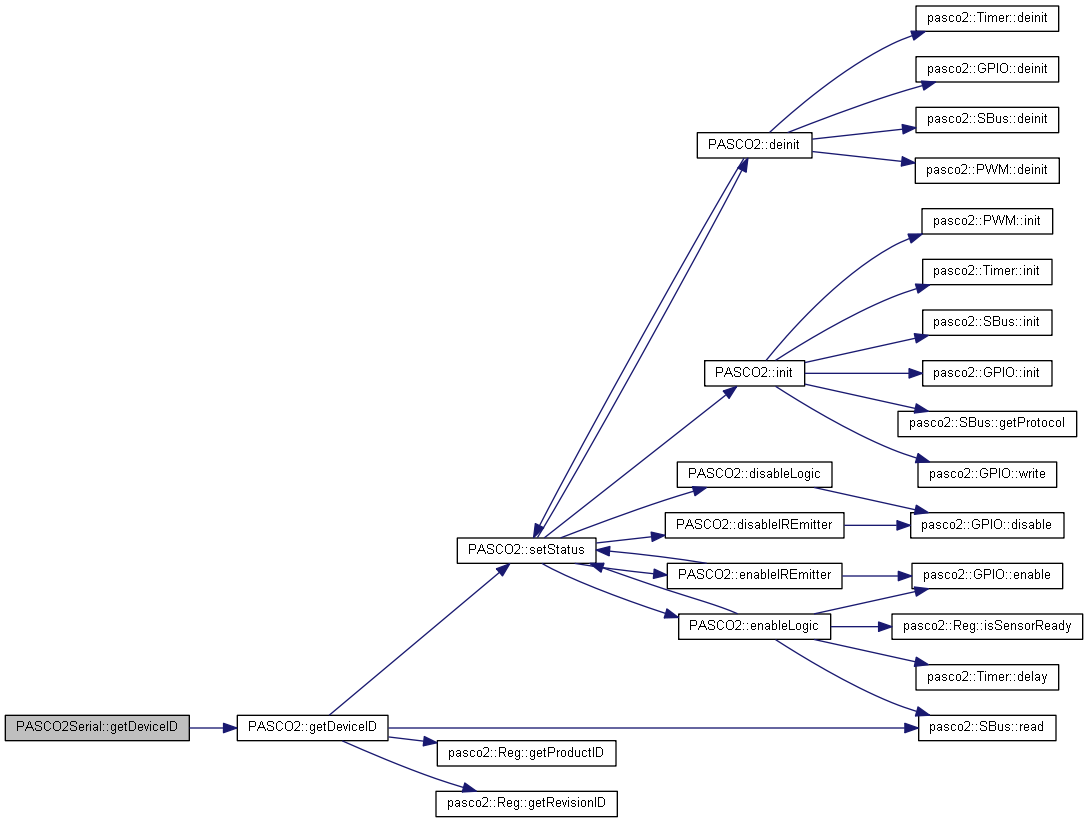 pasco2::Timer::deinit
pasco2::GPIO::deinit
pasco2::SBus::deinit
PASCO2::deinit
pasco2::PWM::deinit
pasco2::PWM::init
pasco2::Timer::init
pasco2::SBus::init
PASCO2::init
pasco2::GPIO::init
pasco2::SBus::getProtocol
PASCO2::disableLogic
pasco2::GPIO::write
PASCO2::disableIREmitter
pasco2::GPIO::disable
PASCO2::setStatus
PASCO2::enableIREmitter
pasco2::GPIO::enable
PASCO2::enableLogic
pasco2::Reg::isSensorReady
pasco2::Timer::delay
PASCO2Serial::getDeviceID
PASCO2::getDeviceID
pasco2::SBus::read
pasco2::Reg::getProductID
pasco2::Reg::getRevisionID